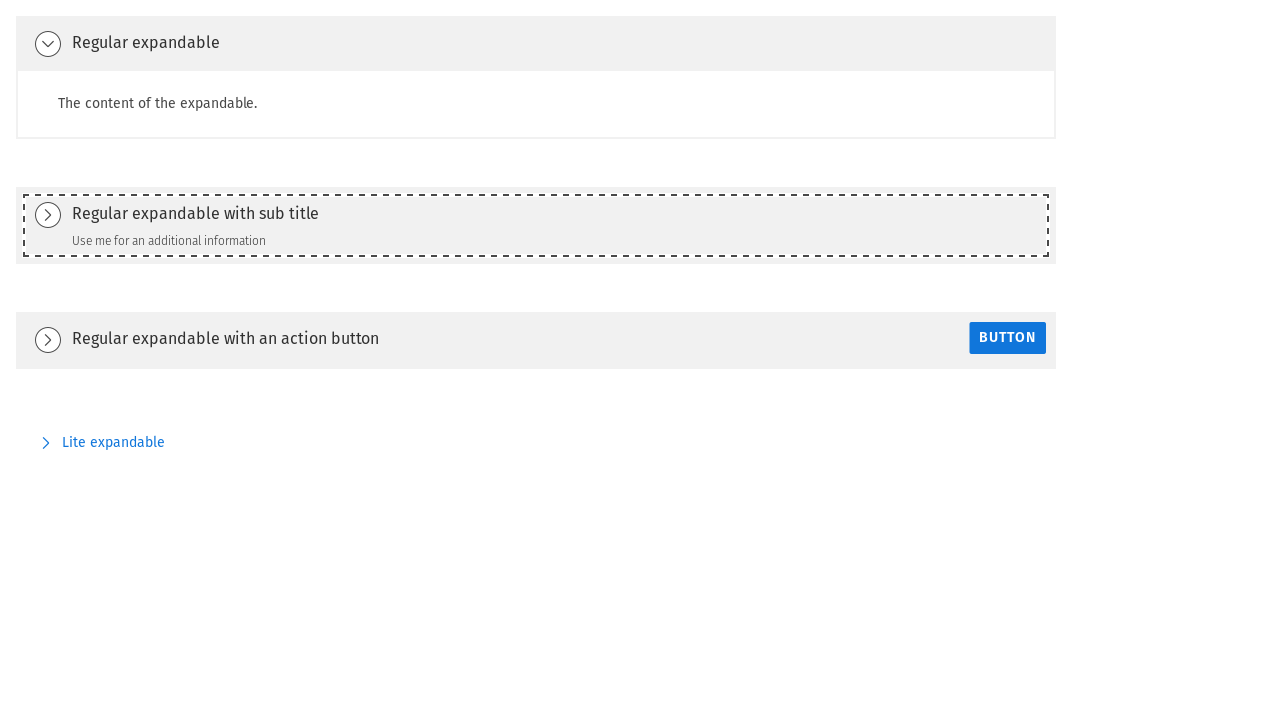 Regular expandable
The content of the expandable.
Regular expandable with sub title
Use me for an additional information
Regular expandable with an action button
BUTTON
Lite expandable